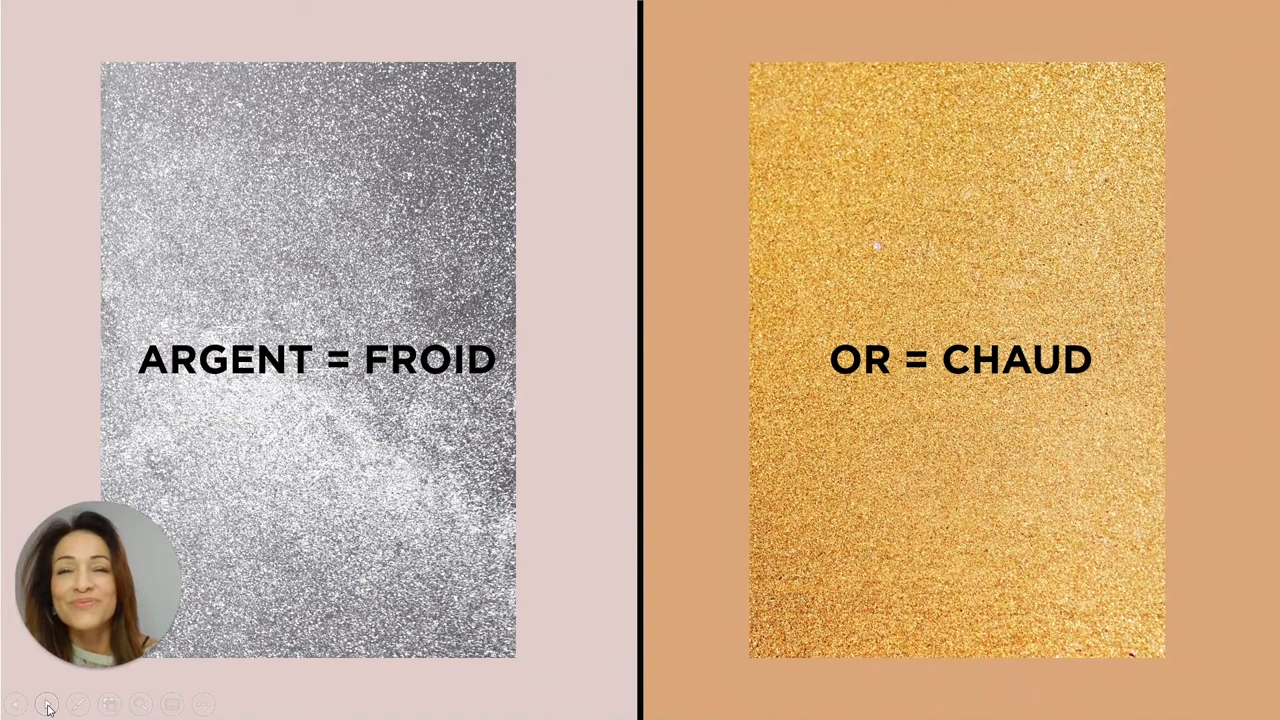 ARGENT = FROID
OR = CHAUD